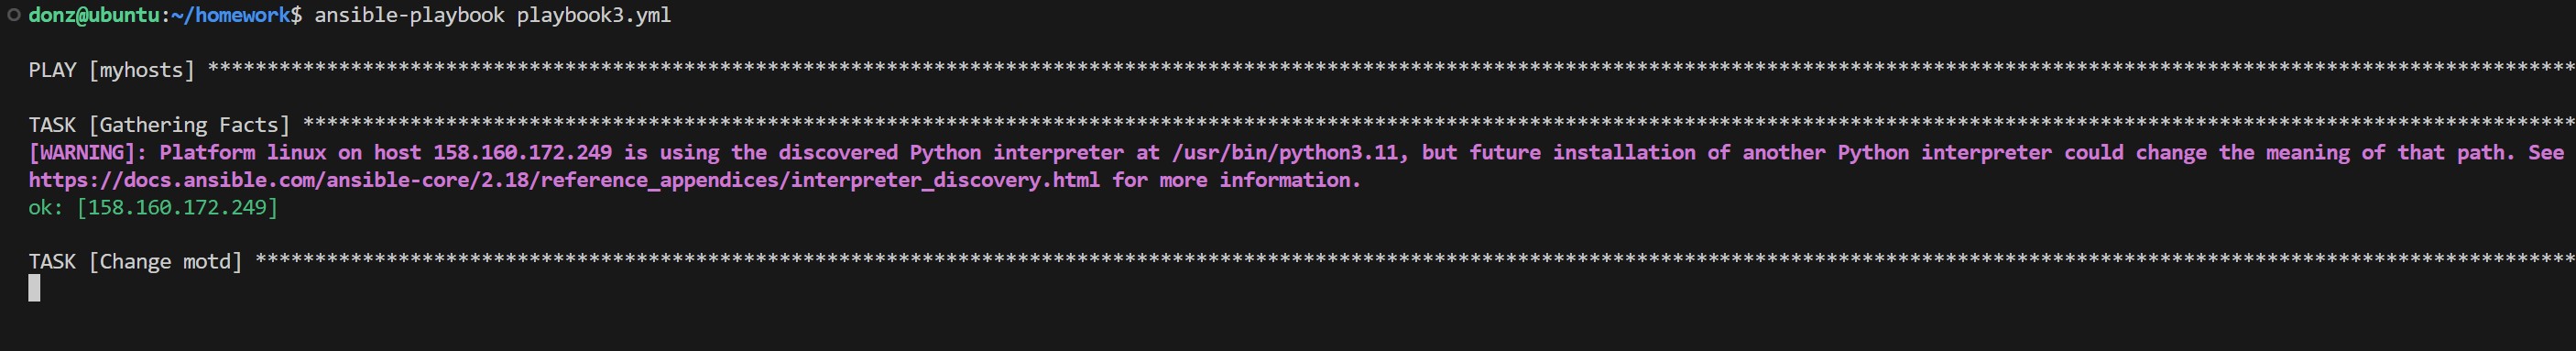 donz@ubuntu:~/homework$ ansible-playbook playbook3.yml
PLAY [myhosts] ****************************************************************************************************************************************************************************************************
TASK [Gathering Facts] ********************************************************************************************************************************************************************************************
[WARNING]: Platform linux on host 158.160.172.249 is using the discovered Python interpreter at /usr/bin/python3.11, but future installation of another Python interpreter could change the meaning of that path. See
https://docs.ansible.com/ansible-core/2.18/reference_appendices/interpreter_discovery.html for more information.
ok: [158.160.172.249]
TASK [Change motd] ************************************************************************************************************************************************************************************************